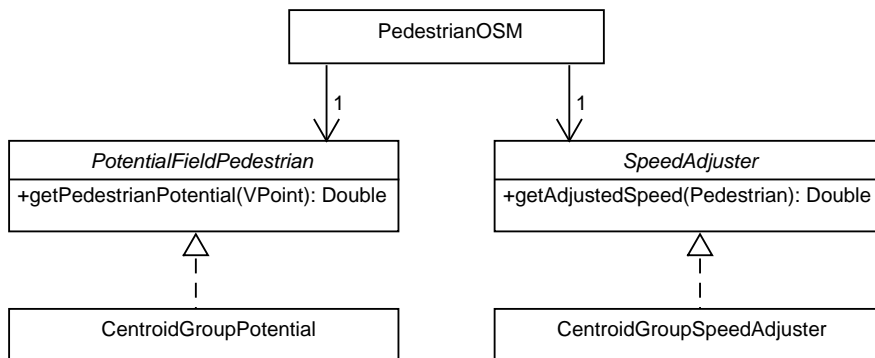 PedestrianOSM
1
1
PotentialFieldPedestrian
+getPedestrianPotential(VPoint): Double
SpeedAdjuster
+getAdjustedSpeed(Pedestrian): Double
CentroidGroupPotential
CentroidGroupSpeedAdjuster